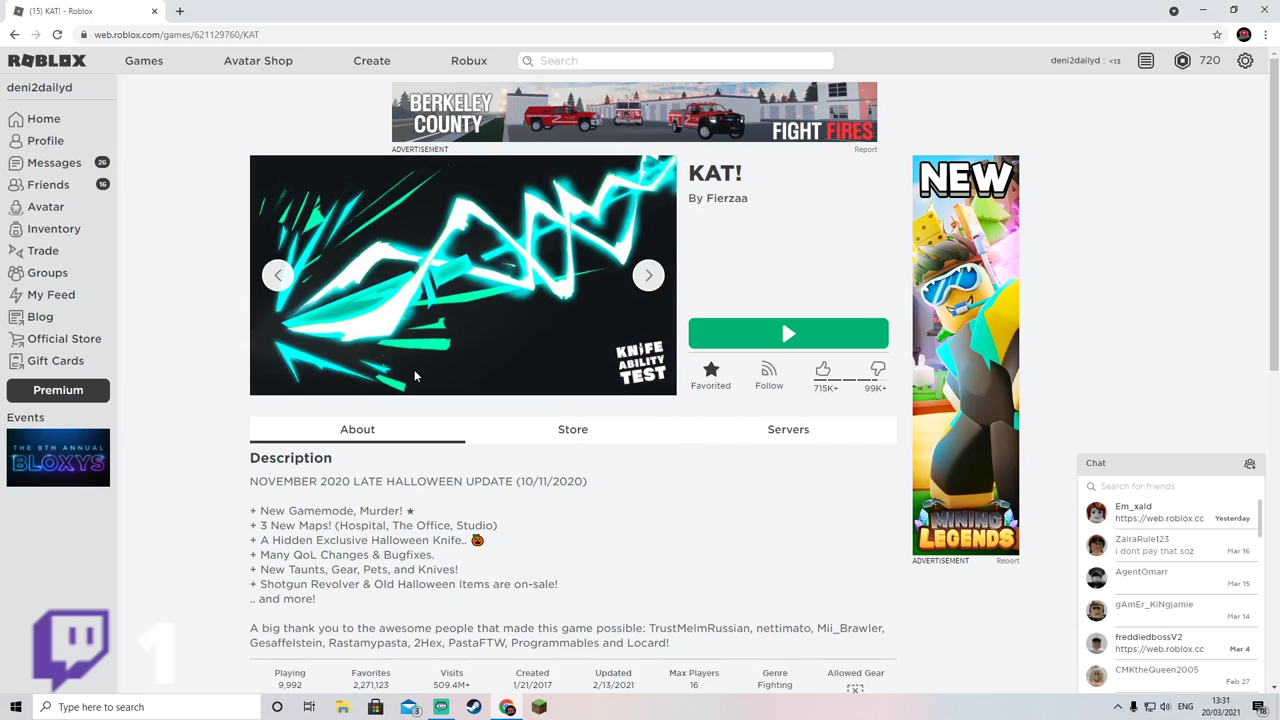 (15) KAT! - Roblox
web.roblox.com/games/621129760/KAT
ROBLOX
Games
Avatar Shop
Create
Robux
Search
deni2dailyd : <13
720
deni2dailyd
Home
Profile
Messages 26
Friends 16
Avatar
Inventory
Trade
Groups
My Feed
Blog
Official Store
Gift Cards
Premium
Events
THE 8TH ANNUAL
BLOXYS
BERKELEY
COUNTY
FIGHT FIRES
ADVERTISEMENT
Report
KNIFE
ABILITY
TEST
KAT!
By Fierzaa
Favorited
Follow
715K+
99K+
About
Store
Servers
Description
NOVEMBER 2020 LATE HALLOWEEN UPDATE (10/11/2020)
+ New Gamemode, Murder! ★
+ 3 New Maps! (Hospital, The Office, Studio)
+ A Hidden Exclusive Halloween Knife.. 🎃
+ Many QoL Changes & Bugfixes.
+ New Taunts, Gear, Pets, and Knives!
+ Shotgun Revolver & Old Halloween Items are on-sale!
.. and more!
A big thank you to the awesome people that made this game possible: TrustMeImRussian, nettimato, Mii_Brawler,
Gesaffelstein, Rastamypasta, 2Hex, PastaFTW, Programmables and Locard!
Playing
9,992
Favorites
2,271,123
Visits
509.4M+
Created
1/21/2017
Updated
2/13/2021
Max Players
16
Genre
Fighting
Allowed Gear
NEW
MINING
LEGENDS
ADVERTISEMENT
Report
Chat
Search for friends
Em_xald
https://web.roblox.cc Yesterday
ZairaRule123
i dont pay that soz Mar 16
AgentOmarr
Mar 15
gAmEr_KiNgjamie
Mar 14
freddiedbossV2
https://web.roblox.cc Mar 4
CMKtheQueen2005
Feb 27
1
Type here to search
3
ENG
13:31
20/03/2021
18